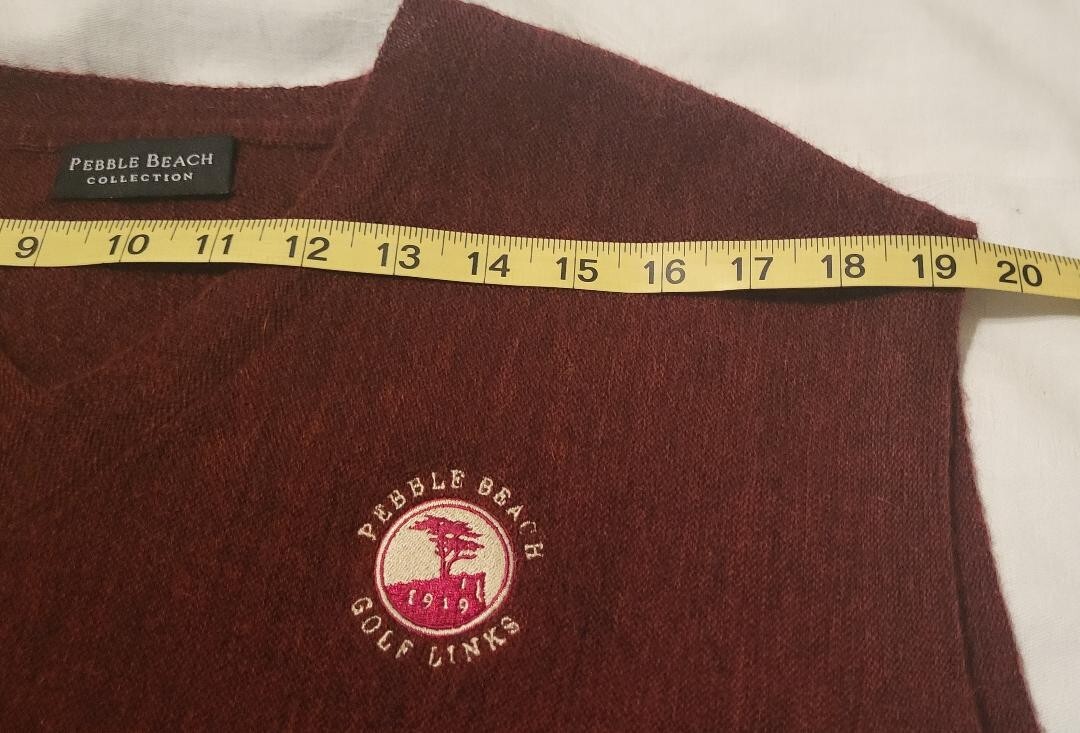 PEBBLE BEACH
COLLECTION
9 10 11 12 13 14 15 16 17 18 19 20
PEBBLE BEACH
1919
GOLF LINKS